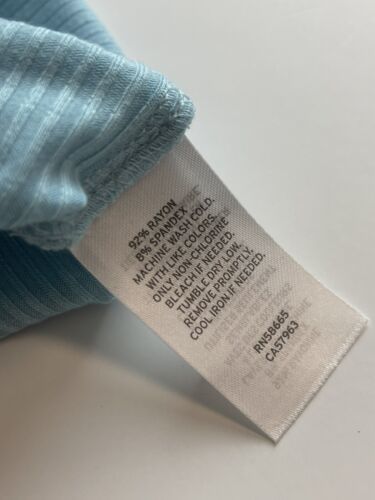 92% RAYON
8% SPANDEX
MACHINE WASH COLD.
WITH LIKE COLORS.
ONLY NON-CHLORINE
BLEACH IF NEEDED.
TUMBLE DRY LOW.
REMOVE PROMPTLY.
COOL IRON IF NEEDED.
RN58665
CA57963